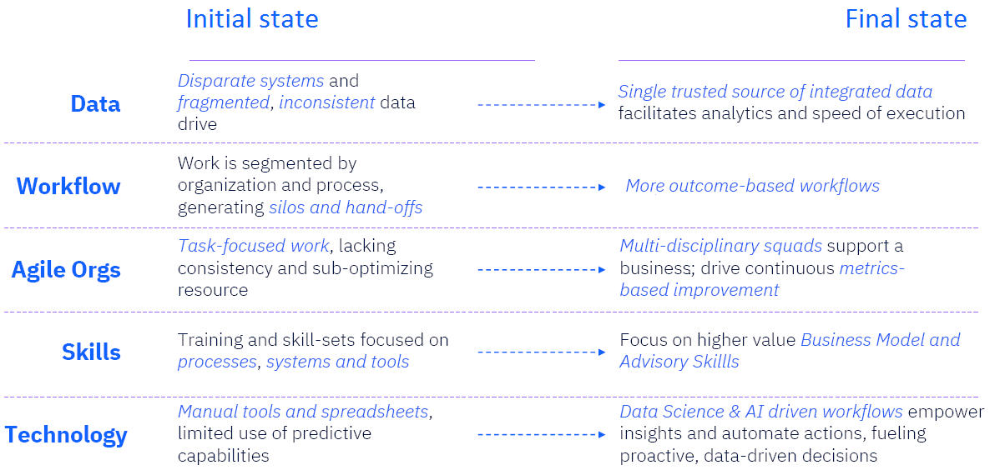 Initial state
Final state
Data
Disparate systems and
fragmented, inconsistent data
drive
Single trusted source of integrated data
facilitates analytics and speed of execution
Workflow
Work is segmented by
organization and process,
generating silos and hand-offs
More outcome-based workflows
Agile Orgs
Task-focused work, lacking
consistency and sub-optimizing
resource
Multi-disciplinary squads support a
business; drive continuous metrics-
based improvement
Skills
Training and skill-sets focused on
processes, systems and tools
Focus on higher value Business Model and
Advisory Skillls
Technology
Manual tools and spreadsheets,
limited use of predictive
capabilities
Data Science & AI driven workflows empower
insights and automate actions, fueling
proactive, data-driven decisions